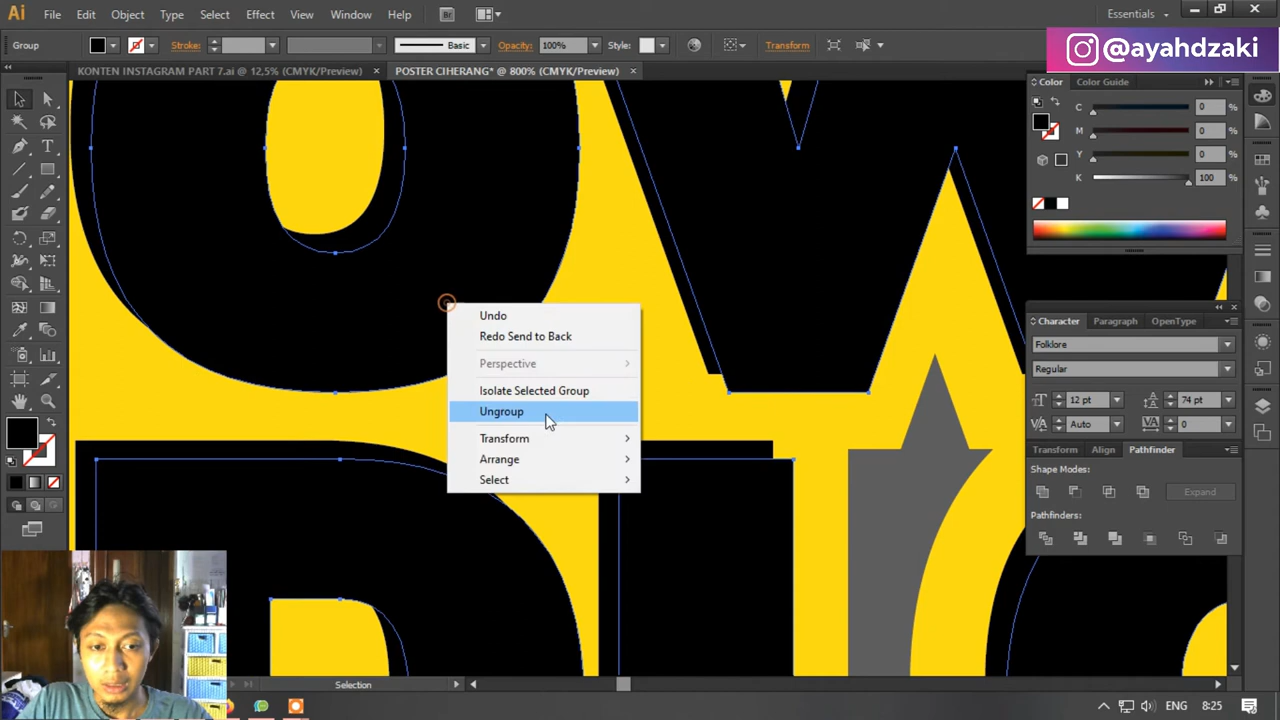 Ai File Edit Object Type Select Effect View Window Help Br Essentials
@ayahdzaki
Group Stroke: Basic Opacity: 100% Style: Transform
KONTEN INSTAGRAM PART 7.ai @ 12,5% (CMYK/Preview) × POSTER CIHERANG* @ 800% (CMYK/Preview) ×
Color Color Guide
C 0 %
M 0 %
Y 0 %
K 100 %
Undo
Redo Send to Back
Perspective
Isolate Selected Group
Ungroup
Transform
Arrange
Select
Character Paragraph OpenType
Folklore
Regular
12 pt 74 pt
Auto 0
Transform Align Pathfinder
Shape Modes:
Expand
Pathfinders:
Selection
ENG 8:25